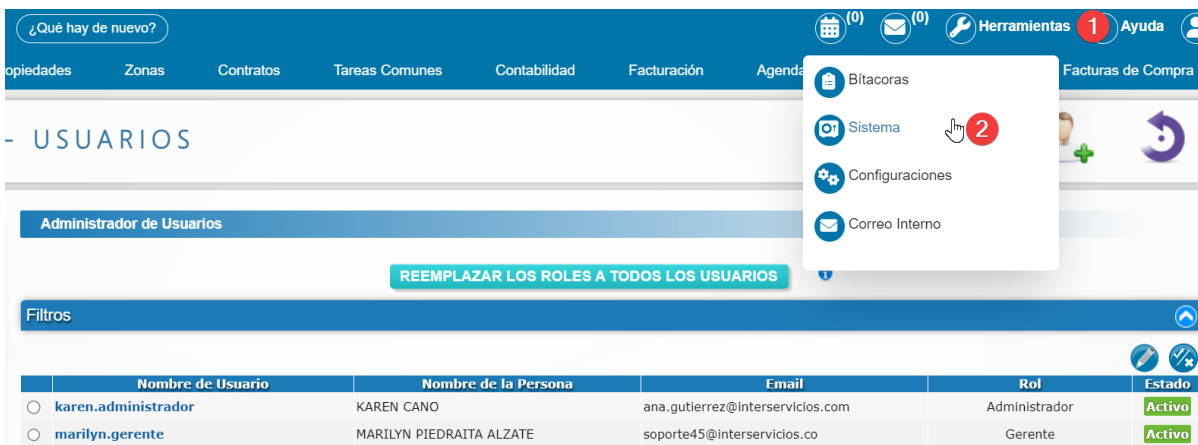 ¿Qué hay de nuevo?
(0)
(0)
Herramientas
1
Ayuda
opiedades Zonas Contratos Tareas Comunes Contabilidad Facturación Agenda Facturas de Compra
Bítacoras
- USUARIOS
Sistema
2
Configuraciones
Correo Interno
Administrador de Usuarios
REEMPLAZAR LOS ROLES A TODOS LOS USUARIOS
Filtros
Nombre de Usuario Nombre de la Persona Email Rol Estado
karen.administrador KAREN CANO ana.gutierrez@interservicios.com Administrador Activo
marilyn.gerente MARILYN PIEDRAITA ALZATE soporte45@interservicios.co Gerente Activo